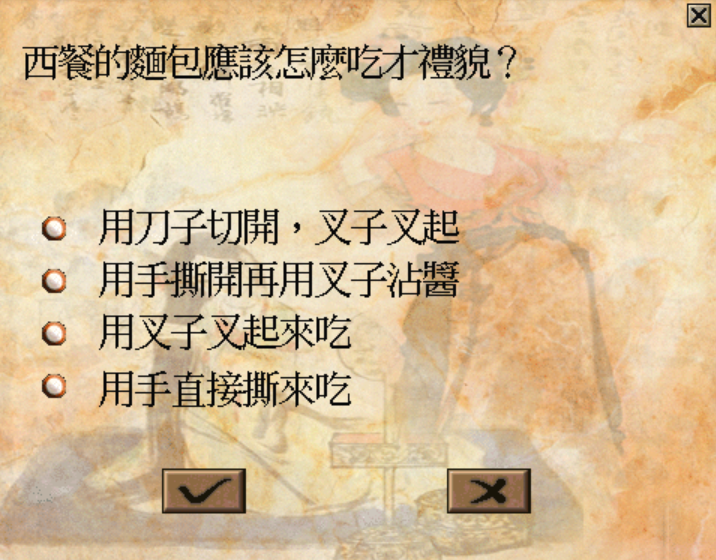 西餐的麵包應該怎麼吃才禮貌？
用刀子切開，叉子叉起
用手撕開再用叉子沾醬
用叉子叉起來吃
用手直接撕來吃